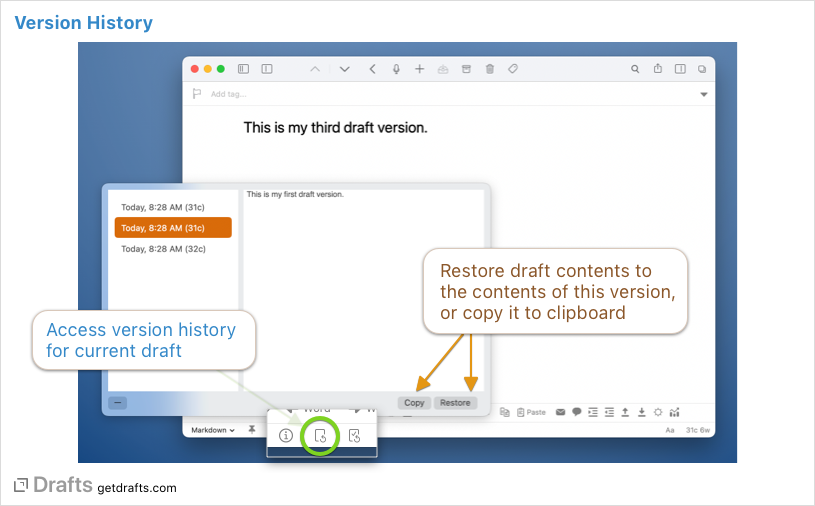 Version History
Add tag...
This is my third draft version.
This is my first draft version.
Today, 8:28 AM (31c)
Today, 8:28 AM (31c)
Today, 8:28 AM (32c)
Restore draft contents to
the contents of this version,
or copy it to clipboard
Access version history
for current draft
Copy
Restore
Word
W
Paste
Markdown
Aa
31c 6w
Drafts getdrafts.com